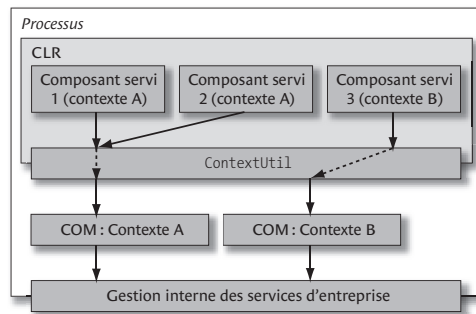 Processus
CLR
Composant servi
1 (contexte A)
Composant servi
2 (contexte A)
Composant servi
3 (contexte B)
ContextUtil
COM : Contexte A
COM : Contexte B
Gestion interne des services d'entreprise